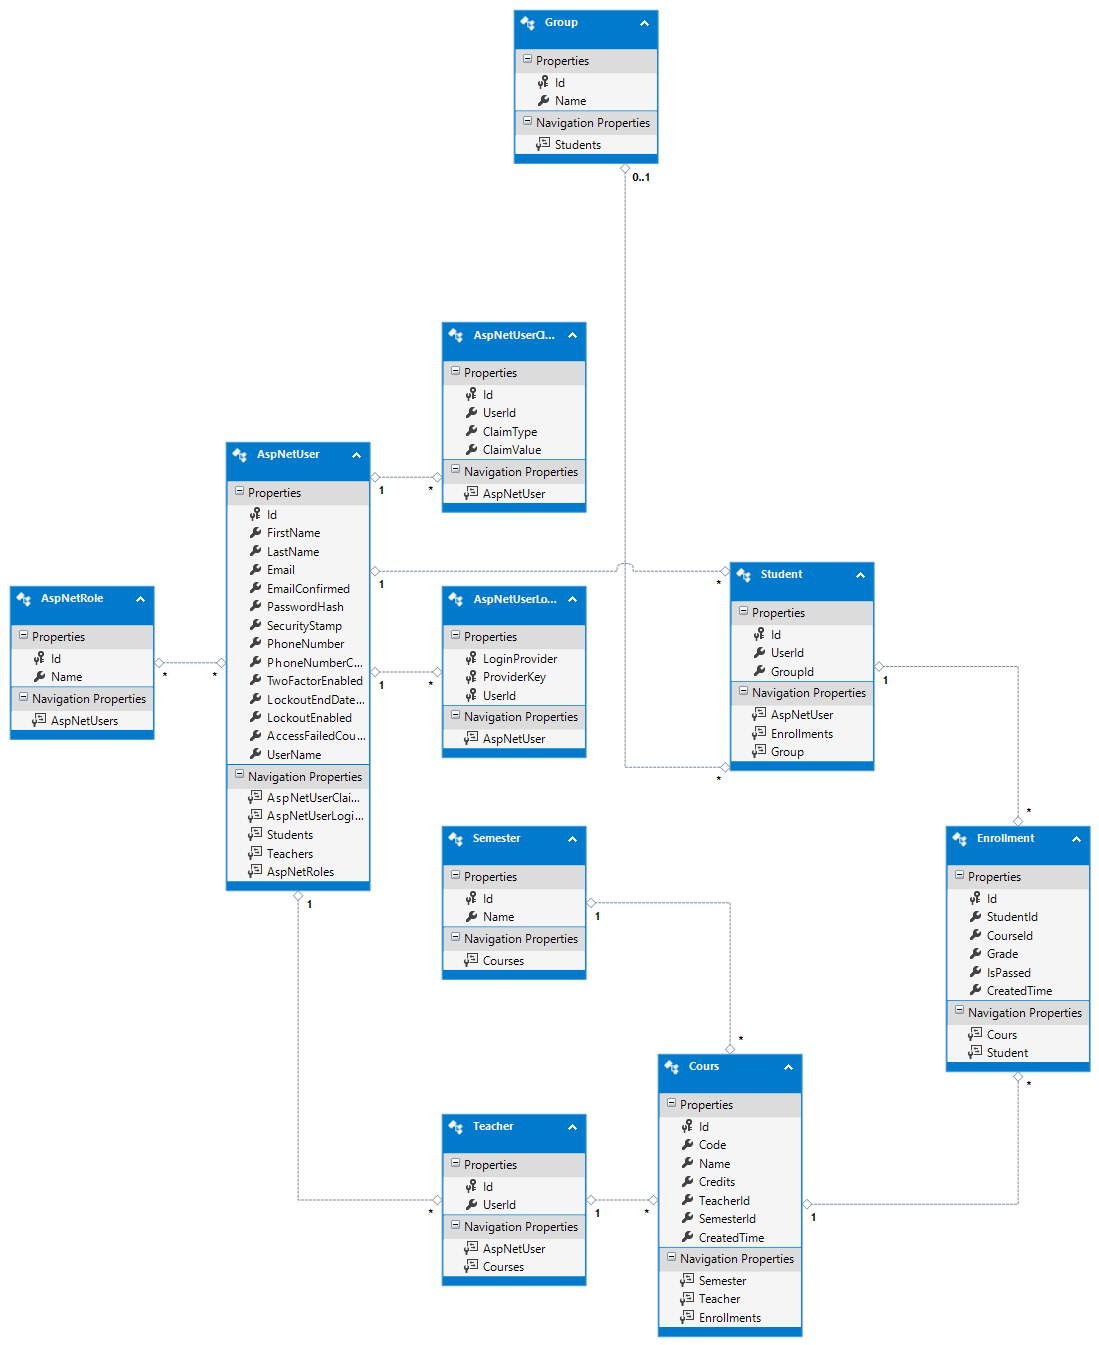 Group
Properties
Id
Name
Navigation Properties
Students
0..1
AspNetUserCl...
Properties
Id
UserId
ClaimType
ClaimValue
Navigation Properties
AspNetUser
AspNetUser
Properties
Id
FirstName
LastName
Email
EmailConfirmed
PasswordHash
SecurityStamp
PhoneNumber
PhoneNumberC...
TwoFactorEnabled
LockoutEndDate...
LockoutEnabled
AccessFailedCou...
UserName
Navigation Properties
AspNetUserClai...
AspNetUserLogi...
Students
Teachers
AspNetRoles
1
*
1
*
1
*
AspNetRole
Properties
Id
Name
Navigation Properties
AspNetUsers
*
*
AspNetUserLo...
Properties
LoginProvider
ProviderKey
UserId
Navigation Properties
AspNetUser
Student
Properties
Id
UserId
GroupId
Navigation Properties
AspNetUser
Enrollments
Group
*
1
*
Semester
Properties
Id
Name
Navigation Properties
Courses
1
*
Enrollment
Properties
Id
StudentId
CourseId
Grade
IsPassed
CreatedTime
Navigation Properties
Cours
Student
*
1
*
Teacher
Properties
Id
UserId
Navigation Properties
AspNetUser
Courses
1
*
Cours
Properties
Id
Code
Name
Credits
TeacherId
SemesterId
CreatedTime
Navigation Properties
Semester
Teacher
Enrollments
1